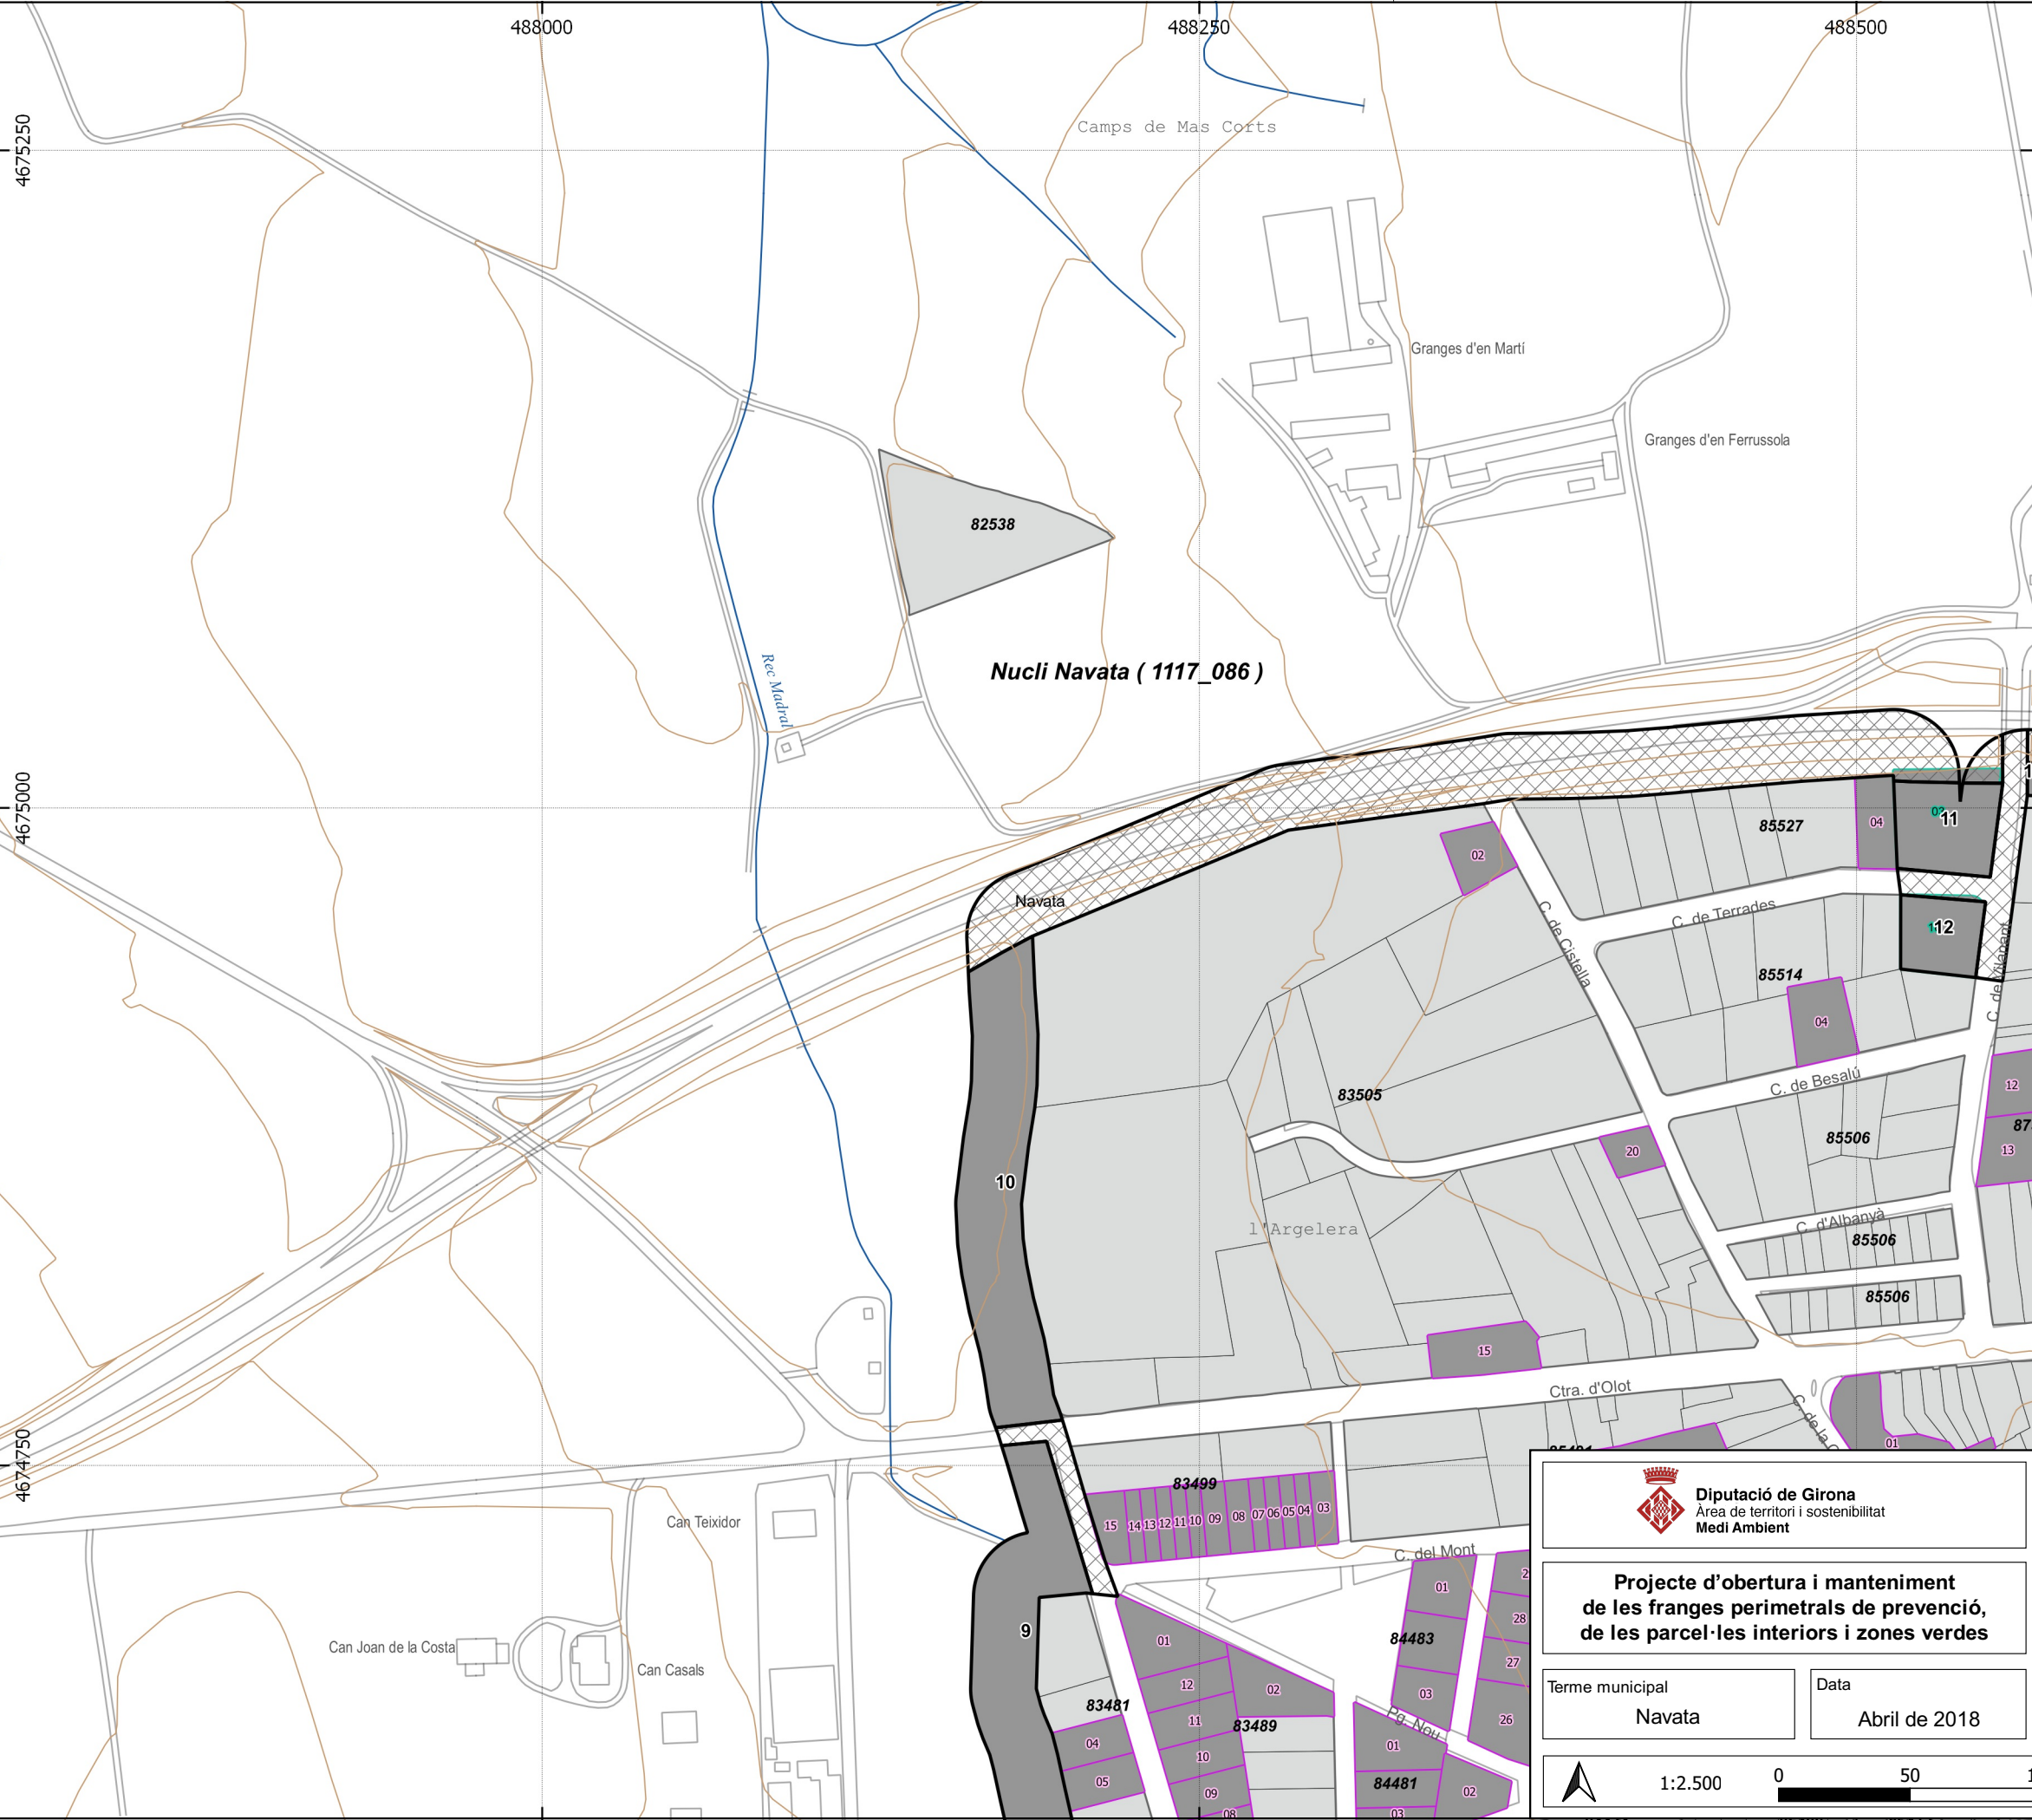 488000
488250
488500
4675250
Camps de Mas Corts
Granges d'en Martí
Granges d'en Ferrussola
82538
Rec Madral
Nucli Navata ( 1117_086 )
4675000
85527
04
11
02
Navata
C. de Terrades
12
C. de Cistella
85514
C. de Vilanant
04
C. de Besalú
12
83505
85506
13
20
10
l'Argelera
C. d'Albanyà
85506
85506
15
Ctra. d'Olot
01
4674750
83499
15
14
13
12
11
10
09
08
07
06
05
04
03
Can Teixidor
C. del Mont
01
28
9
01
84483
27
Can Joan de la Costa
Can Casals
12
02
03
83481
11
83489
Pg. Nou
26
04
10
01
05
09
84481
02
08
03
Diputació de Girona
Àrea de territori i sostenibilitat
Medi Ambient
Projecte d'obertura i manteniment
de les franges perimetrals de prevenció,
de les parcel·les interiors i zones verdes
Terme municipal
Navata
Data
Abril de 2018
1:2.500
0
50